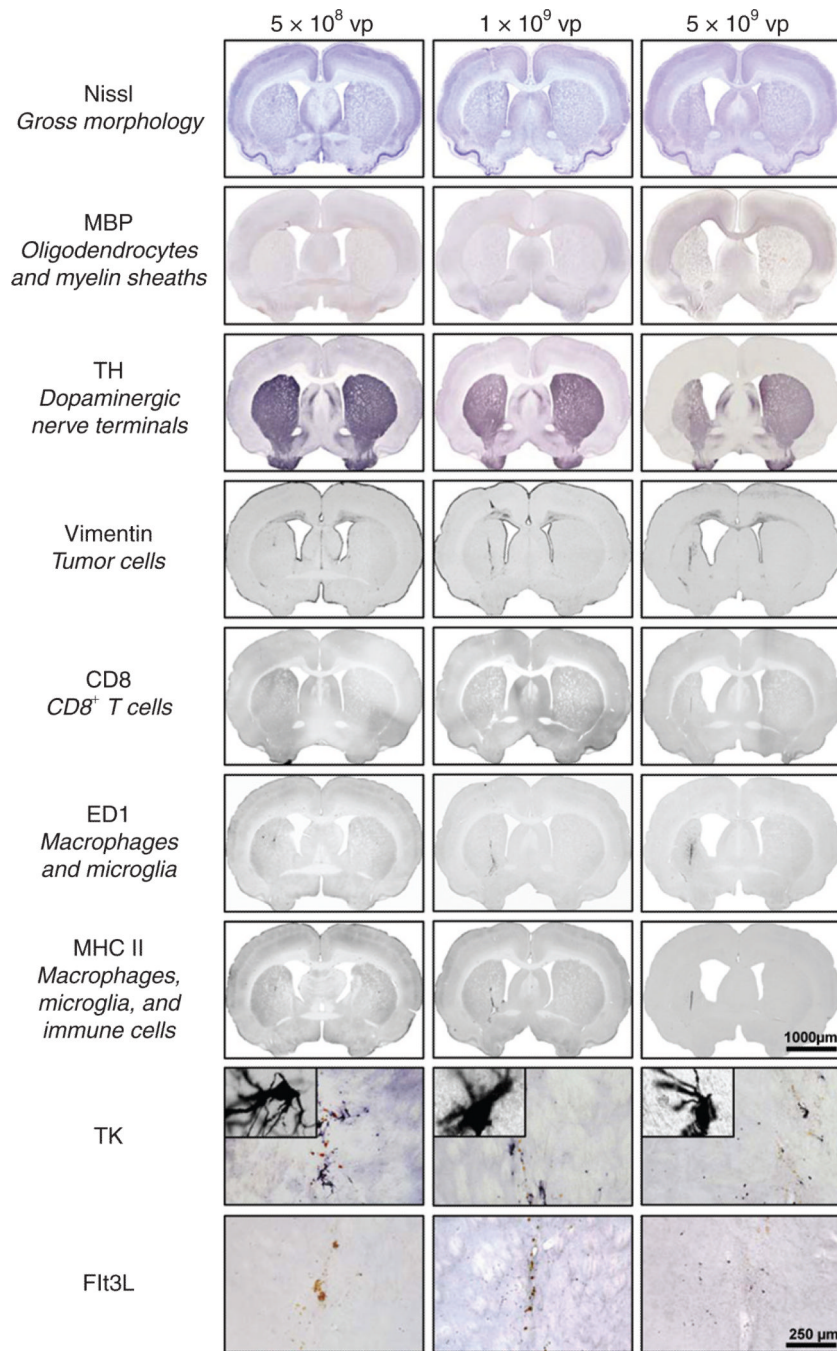 5 × 10⁸ vp
1 × 10⁹ vp
5 × 10⁹ vp
Nissl
Gross morphology
MBP
Oligodendrocytes
and myelin sheaths
TH
Dopaminergic
nerve terminals
Vimentin
Tumor cells
CD8
CD8⁺ T cells
ED1
Macrophages
and microglia
MHC II
Macrophages,
microglia, and
immune cells
1000μm
TK
Flt3L
250 μm